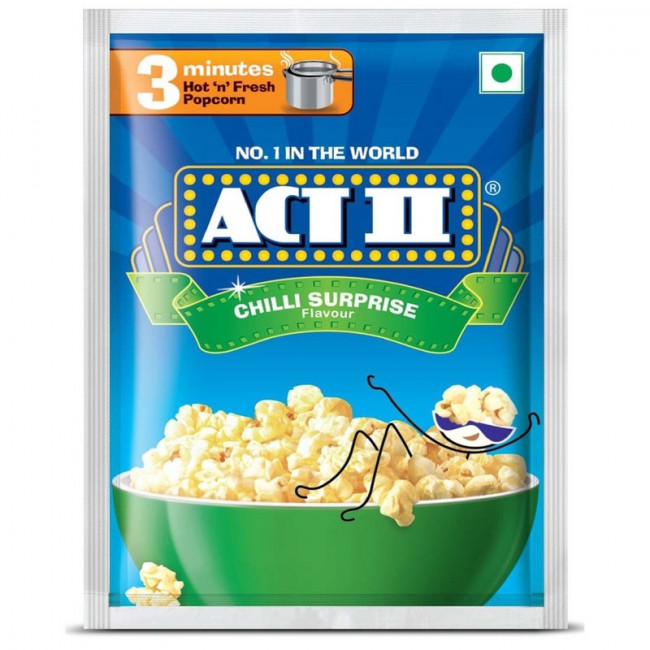 3 minutes
Hot 'n' Fresh
Popcorn
NO. 1 IN THE WORLD
ACT II®
CHILLI SURPRISE
Flavour